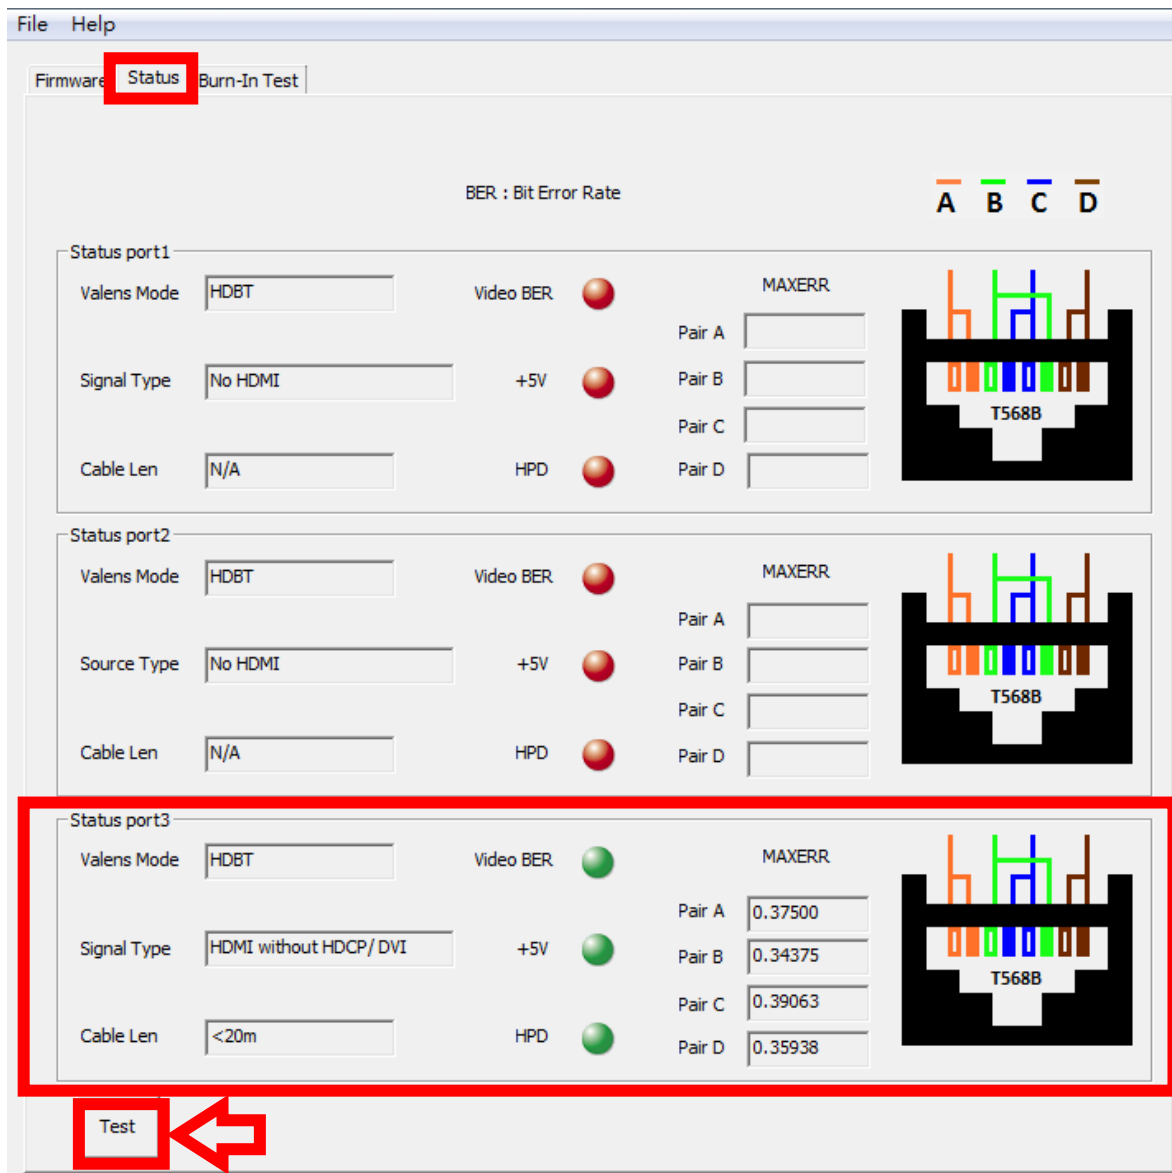 File Help
Firmware Status Burn-In Test
BER : Bit Error Rate
A B C D
Status port1
Valens Mode HDBT Video BER MAXERR
Pair A
Signal Type No HDMI +5V Pair B
T568B
Pair C
Cable Len N/A HPD Pair D
Status port2
Valens Mode HDBT Video BER MAXERR
Pair A
Source Type No HDMI +5V Pair B
T568B
Pair C
Cable Len N/A HPD Pair D
Status port3
Valens Mode HDBT Video BER MAXERR
Pair A 0.37500
Signal Type HDMI without HDCP/ DVI +5V Pair B 0.34375
T568B
Pair C 0.39063
Cable Len <20m HPD Pair D 0.35938
Test